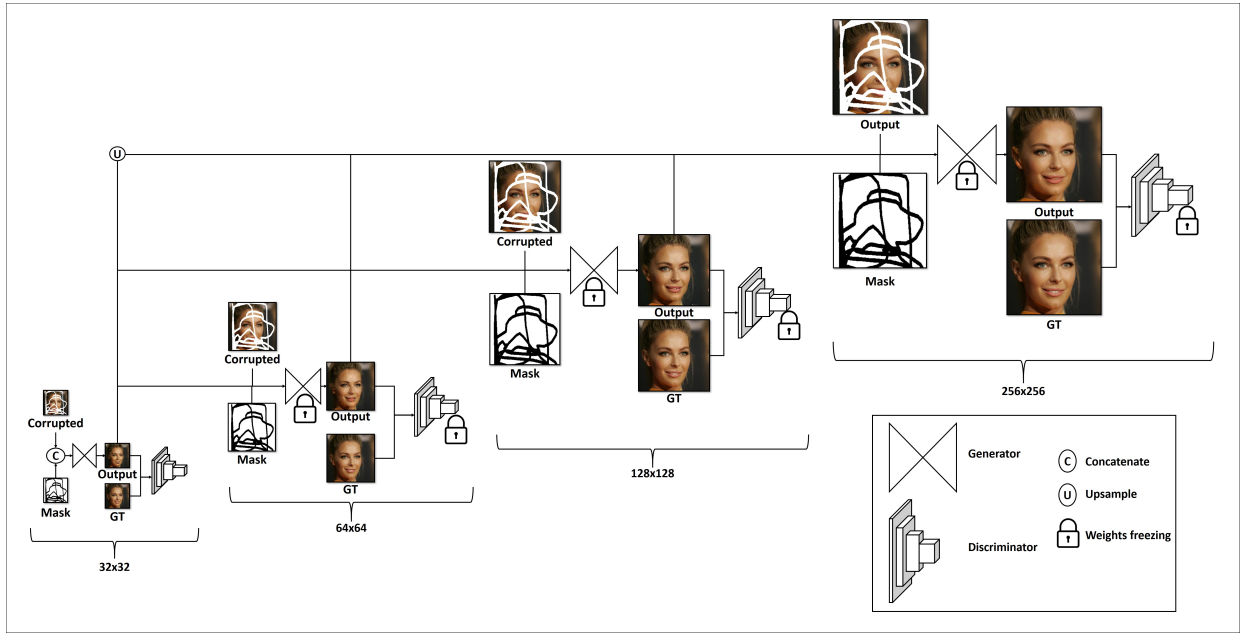 Corrupted
C
Mask
Output
GT
32x32
U
Corrupted
Mask
Output
GT
64x64
Corrupted
Mask
Output
GT
128x128
Output
Mask
Output
GT
256x256
Generator
Discriminator
C Concatenate
U Upsample
Weights freezing